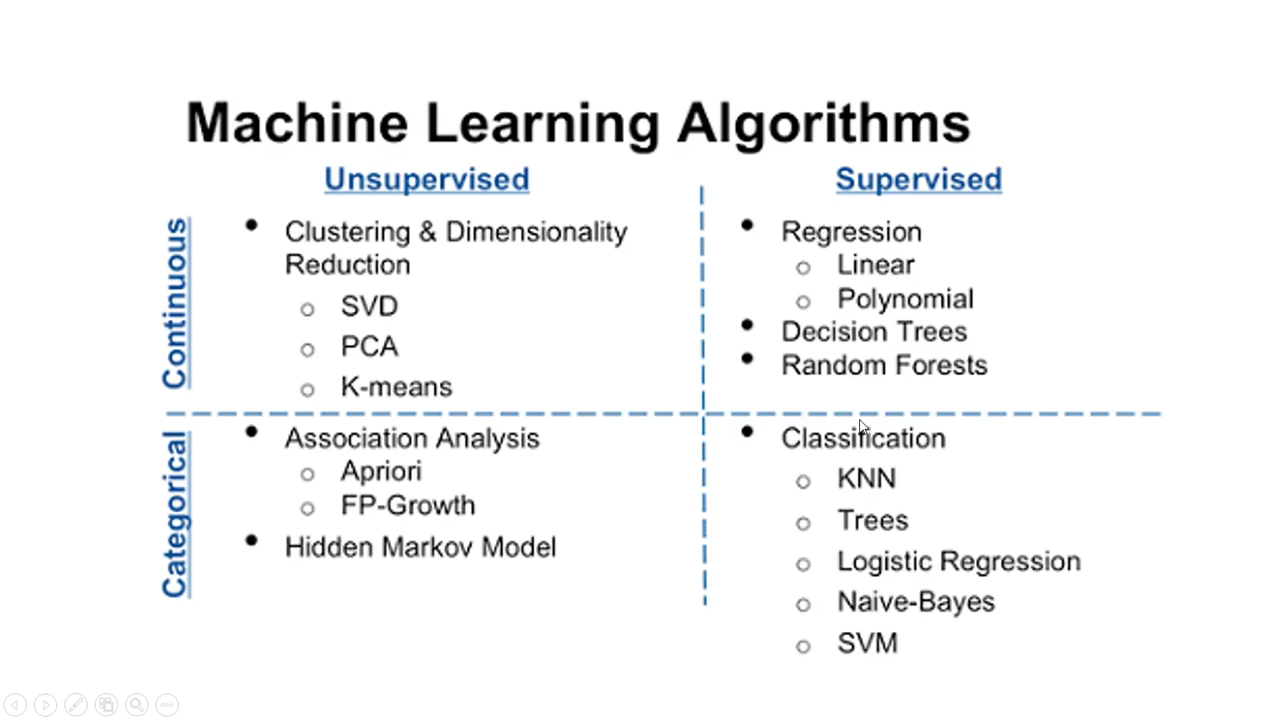 Machine Learning Algorithms
Unsupervised
Supervised
Continuous
Clustering & Dimensionality
Reduction
SVD
PCA
K-means
Regression
Linear
Polynomial
Decision Trees
Random Forests
Categorical
Association Analysis
Apriori
FP-Growth
Hidden Markov Model
Classification
KNN
Trees
Logistic Regression
Naive-Bayes
SVM